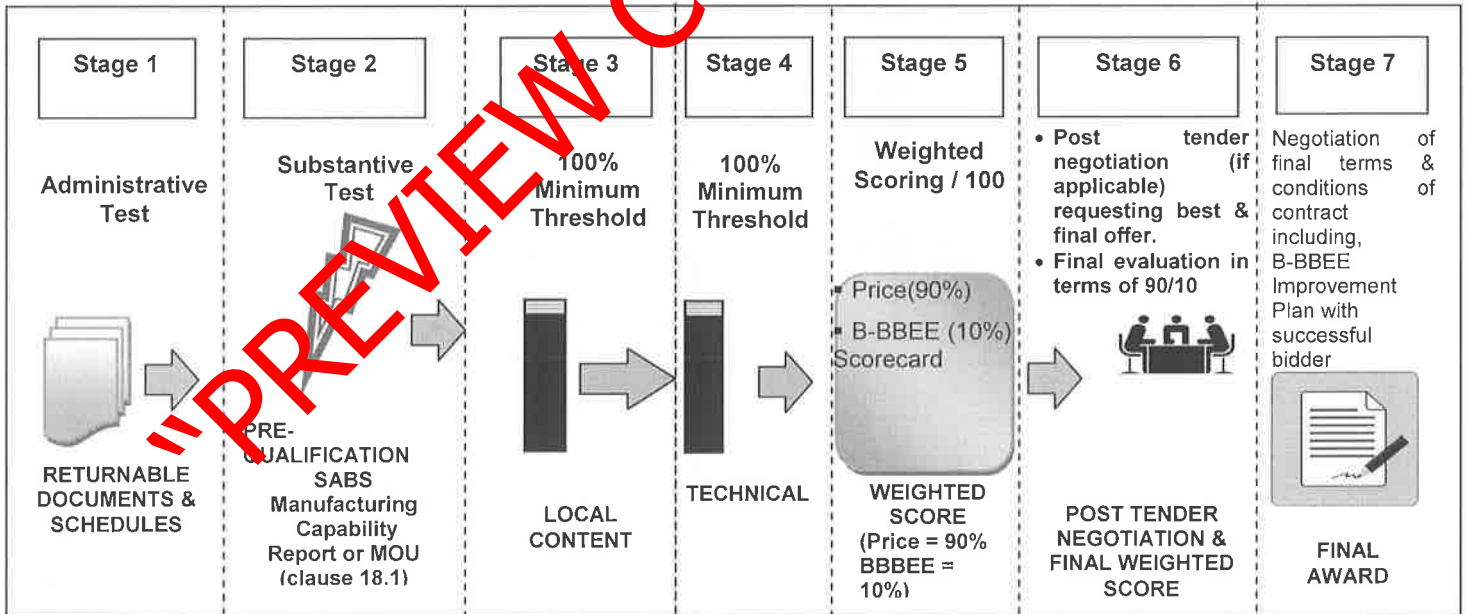 Stage 1
Administrative
Test
RETURNABLE
DOCUMENTS &
SCHEDULES
Stage 2
Substantive
Test
PRE-
QUALIFICATION
SABS
Manufacturing
Capability
Report or MOU
(clause 18.1)
Stage 3
100%
Minimum
Threshold
LOCAL
CONTENT
Stage 4
100%
Minimum
Threshold
TECHNICAL
Stage 5
Weighted
Scoring / 100
▪ Price(90%)
▪ B-BBEE (10%)
Scorecard
WEIGHTED
SCORE
(Price = 90%
BBBEE =
10%)
Stage 6
• Post tender
negotiation (if
applicable)
requesting best &
final offer.
• Final evaluation in
terms of 90/10
POST TENDER
NEGOTIATION &
FINAL WEIGHTED
SCORE
Stage 7
Negotiation of
final terms &
conditions of
contract
including,
B-BBEE
Improvement
Plan with
successful
bidder
FINAL
AWARD
"PREVIEW